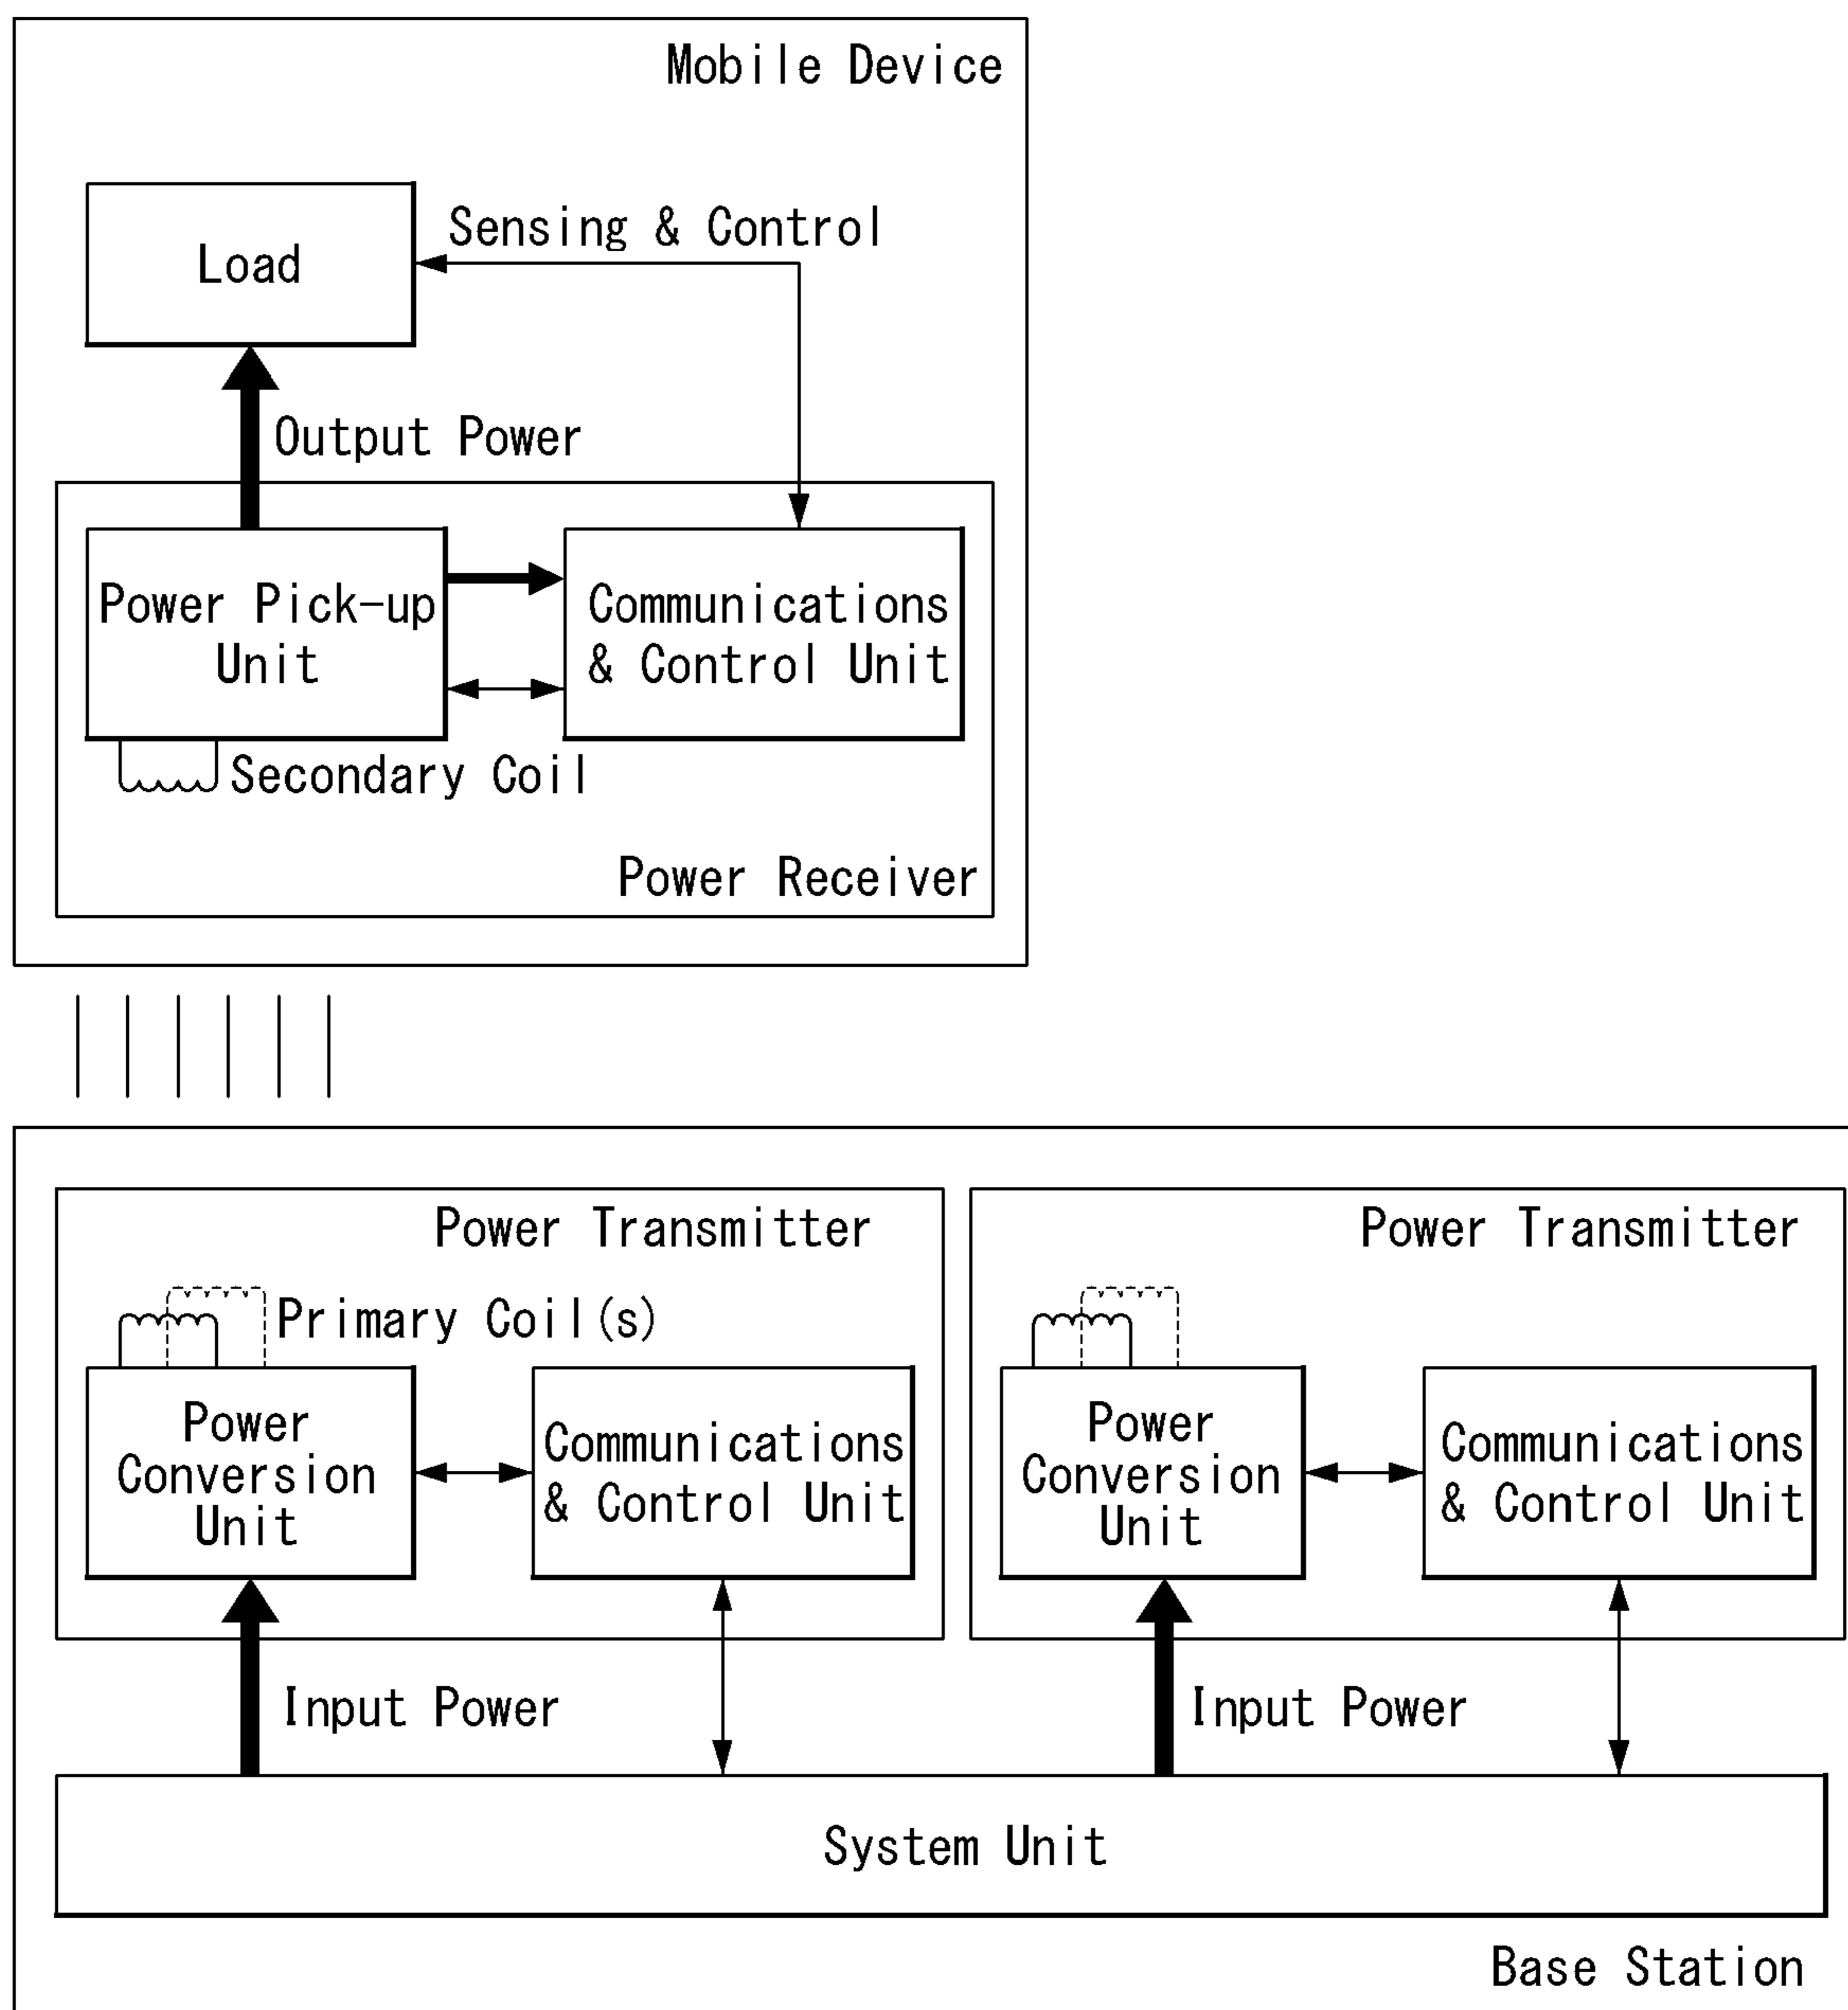 Mobile Device
Sensing & Control
Load
Output Power
Power Pick-up
Unit
Communications
& Control Unit
Secondary Coil
Power Receiver
Power Transmitter
Primary Coil(s)
Power
Conversion
Unit
Communications
& Control Unit
Input Power
Power Transmitter
Power
Conversion
Unit
Communications
& Control Unit
Input Power
System Unit
Base Station